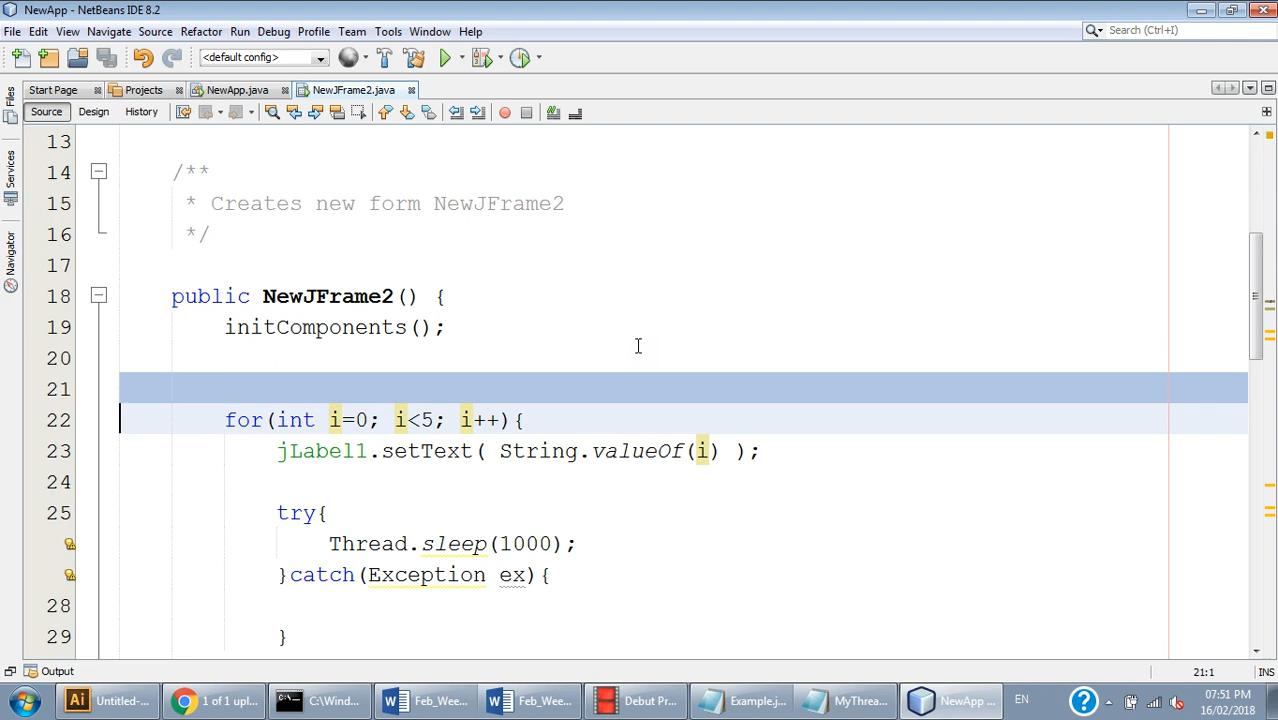 NewApp - NetBeans IDE 8.2
File Edit View Navigate Source Refactor Run Debug Profile Team Tools Window Help
Search (Ctrl+I)
<default config>
Start Page Projects NewApp.java NewJFrame2.java
Source Design History
Files
Services
Navigator
13
14 /**
15 * Creates new form NewJFrame2
16 */
17
18 public NewJFrame2() {
19 initComponents();
20
21
22 for(int i=0; i<5; i++){
23 jLabel1.setText( String.valueOf(i) );
24
25 try{
Thread.sleep(1000);
}catch(Exception ex){
28
29 }
Output
21:1 INS
Untitled-... 1 of 1 upl... C:\Wind... Feb_Wee... Feb_Wee... Debut Pr... Example.j... MyThrea... NewApp ... EN 07:51 PM
16/02/2018